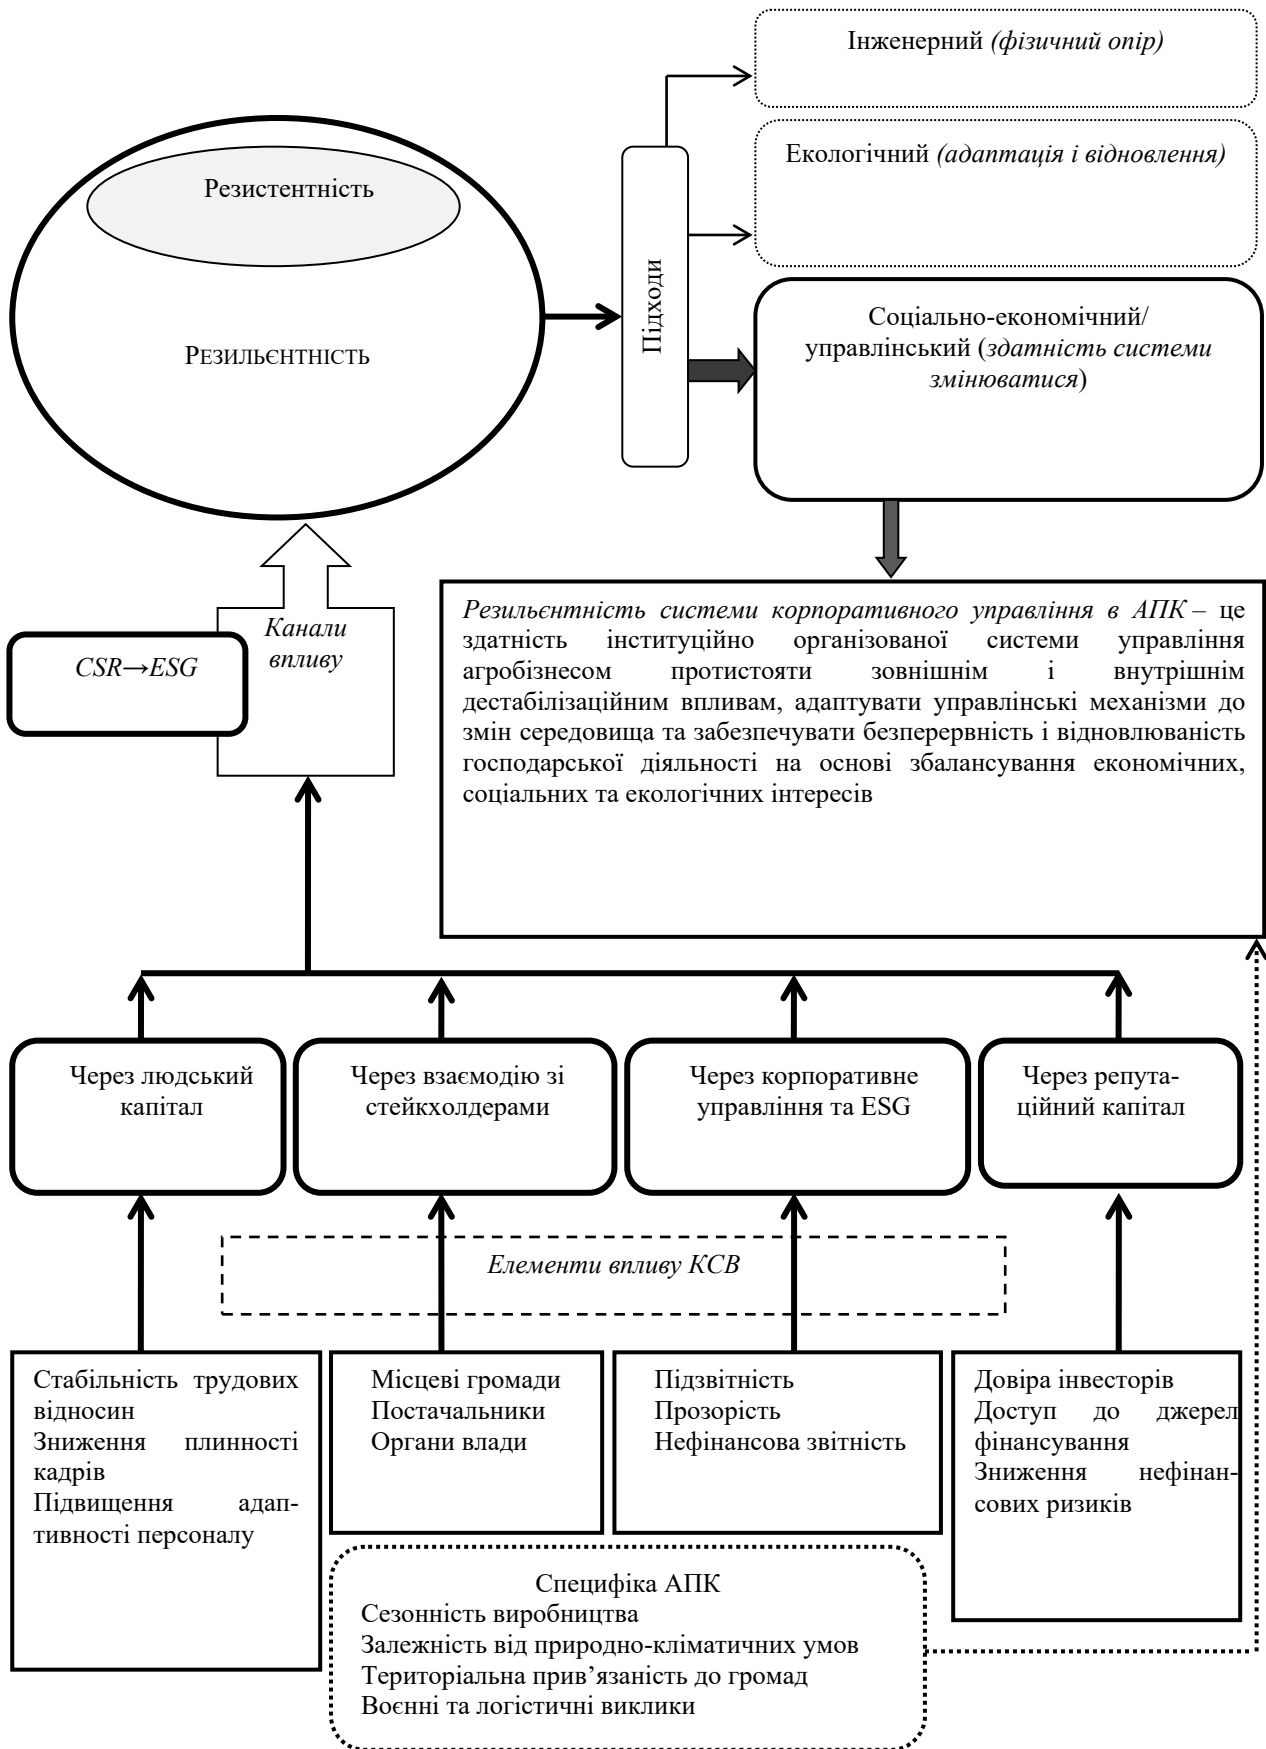 Інженерний (фізичний опір)
Екологічний (адаптація і відновлення)
Резистентність
РЕЗИЛЬЄНТНІСТЬ
Підходи
Соціально-економічний/
управлінський (здатність системи
змінюватися)
Канали
впливу
CSR→ESG
Резильєнтність системи корпоративного управління в АПК – це
здатність інституційно організованої системи управління
агробізнесом протистояти зовнішнім і внутрішнім
дестабілізаційним впливам, адаптувати управлінські механізми до
змін середовища та забезпечувати безперервність і відновлюваність
господарської діяльності на основі збалансування економічних,
соціальних та екологічних інтересів
Через людський
капітал
Через взаємодію зі
стейкхолдерами
Через корпоративне
управління та ESG
Через репута-
ційний капітал
Елементи впливу КСВ
Стабільність трудових
відносин
Зниження плинності
кадрів
Підвищення адап-
тивності персоналу
Місцеві громади
Постачальники
Органи влади
Підзвітність
Прозорість
Нефінансова звітність
Довіра інвесторів
Доступ до джерел
фінансування
Зниження нефінан-
сових ризиків
Специфіка АПК
Сезонність виробництва
Залежність від природно-кліматичних умов
Територіальна прив’язаність до громад
Воєнні та логістичні виклики